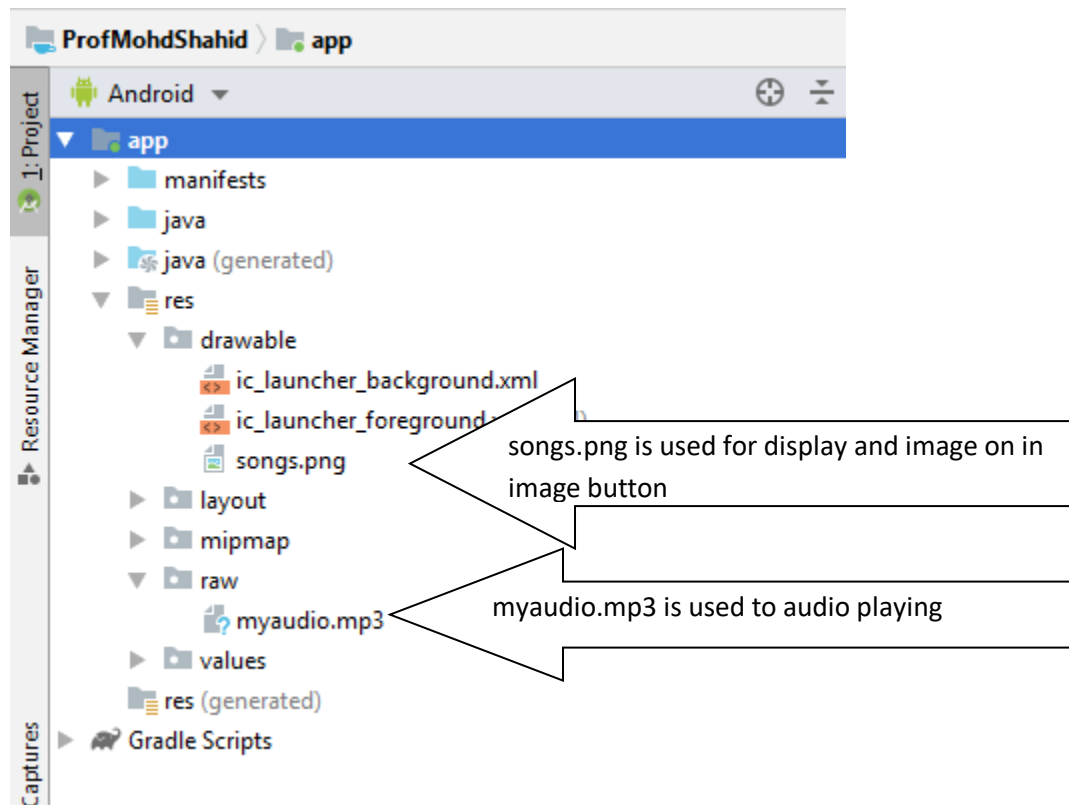 ProfMohdShahid app
Android
1: Project
Resource Manager
Captures
app
manifests
java
java (generated)
res
drawable
ic_launcher_background.xml
ic_launcher_foreground.
songs.png
layout
mipmap
raw
myaudio.mp3
values
res (generated)
Gradle Scripts
songs.png is used for display and image on in
image button
myaudio.mp3 is used to audio playing